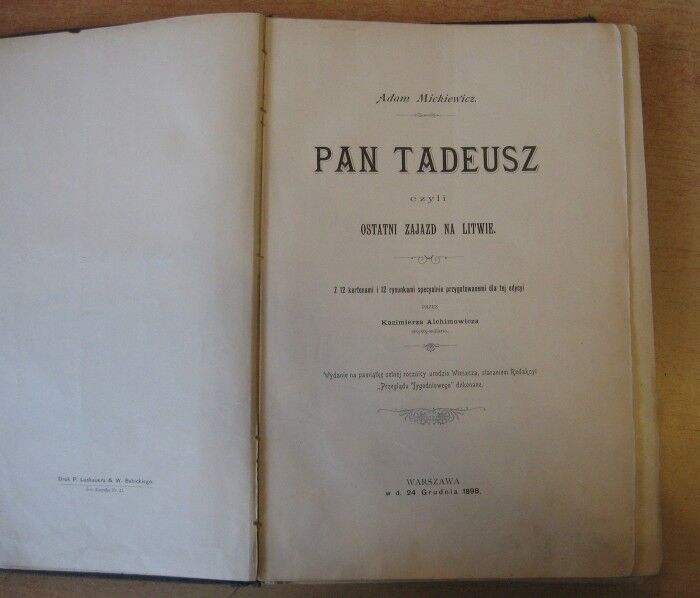 Druk P. Laskauera & W. Babickiego.
Adam Mickiewicz.
PAN TADEUSZ
czyli
OSTATNI ZAJAZD NA LITWIE.
Z 12 kartonami i 12 rysunkami specyalnie przygotowanemi dla tej edycyi
przez
Kazimierza Alchimowicza
Wydanie na pamiątkę setnej rocznicy urodzin Wieszcza, staraniem Redakcyi
„Przeglądu Tygodniowego" dokonane.
WARSZAWA
w d. 24 Grudnia 1898.